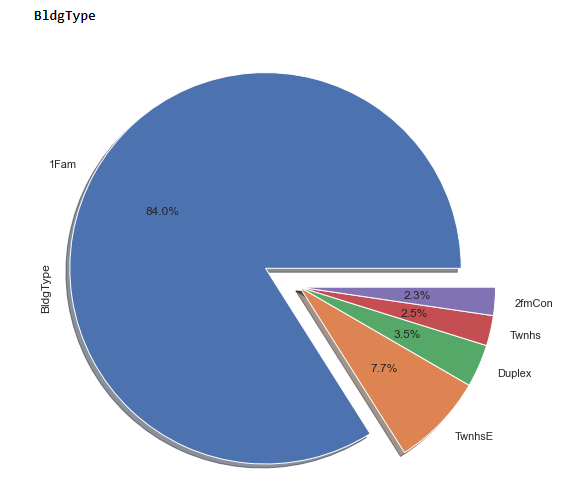 BldgType
1Fam
84.0%
BldgType
2.3%
2fmCon
2.5%
Twnhs
3.5%
Duplex
7.7%
TwnhsE